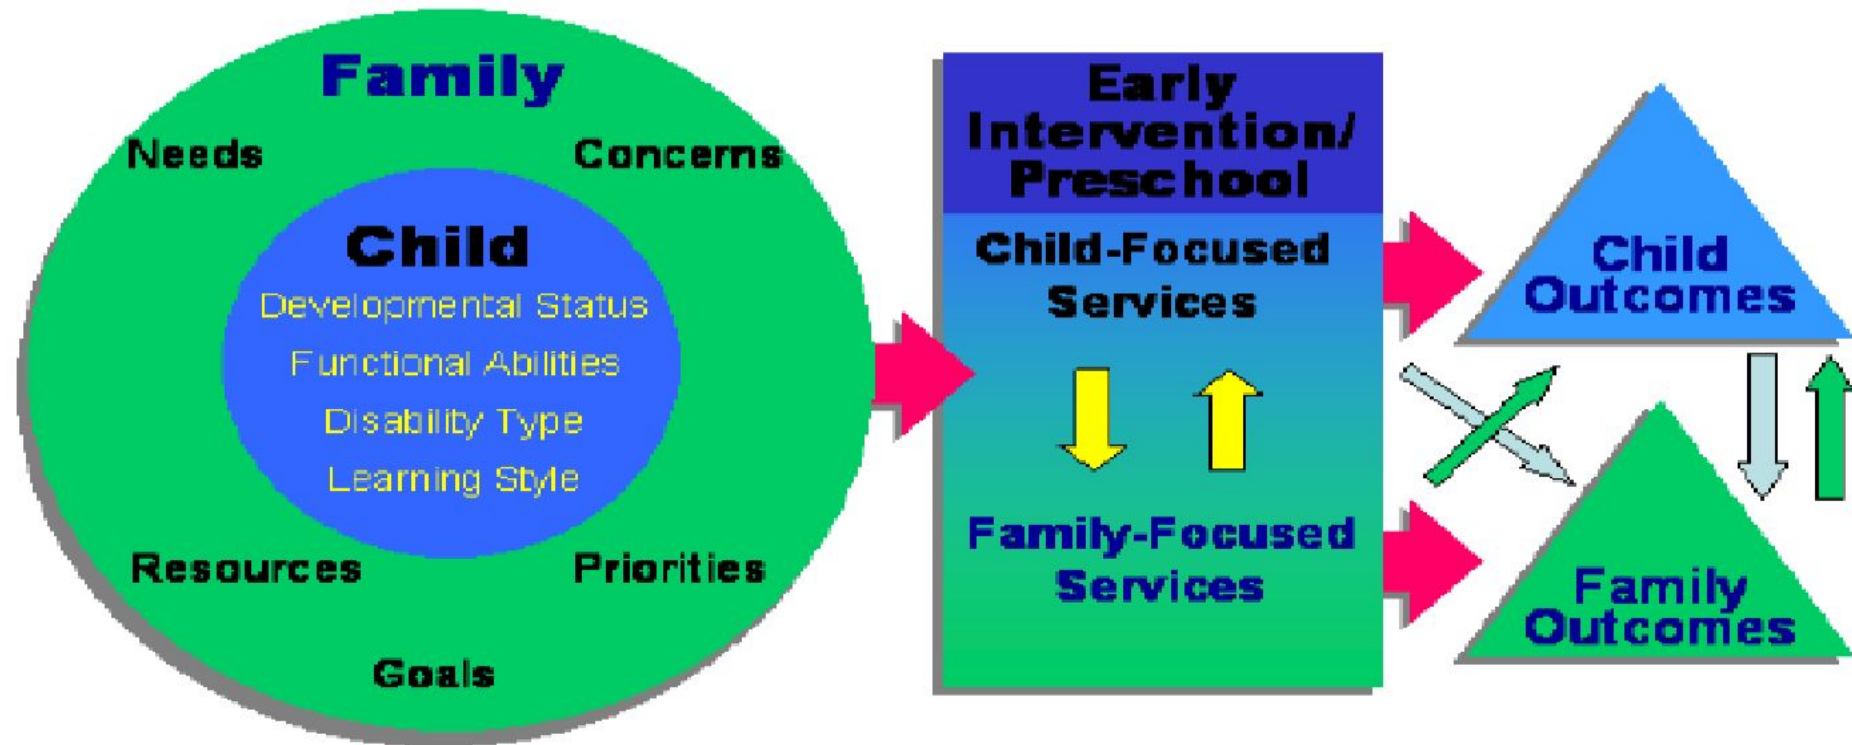 Family
Needs
Concerns
Child
Developmental Status
Functional Abilities
Disability Type
Learning Style
Resources
Priorities
Goals
Early
Intervention/
Preschool
Child-Focused
Services
Family-Focused
Services
Child
Outcomes
Family
Outcomes